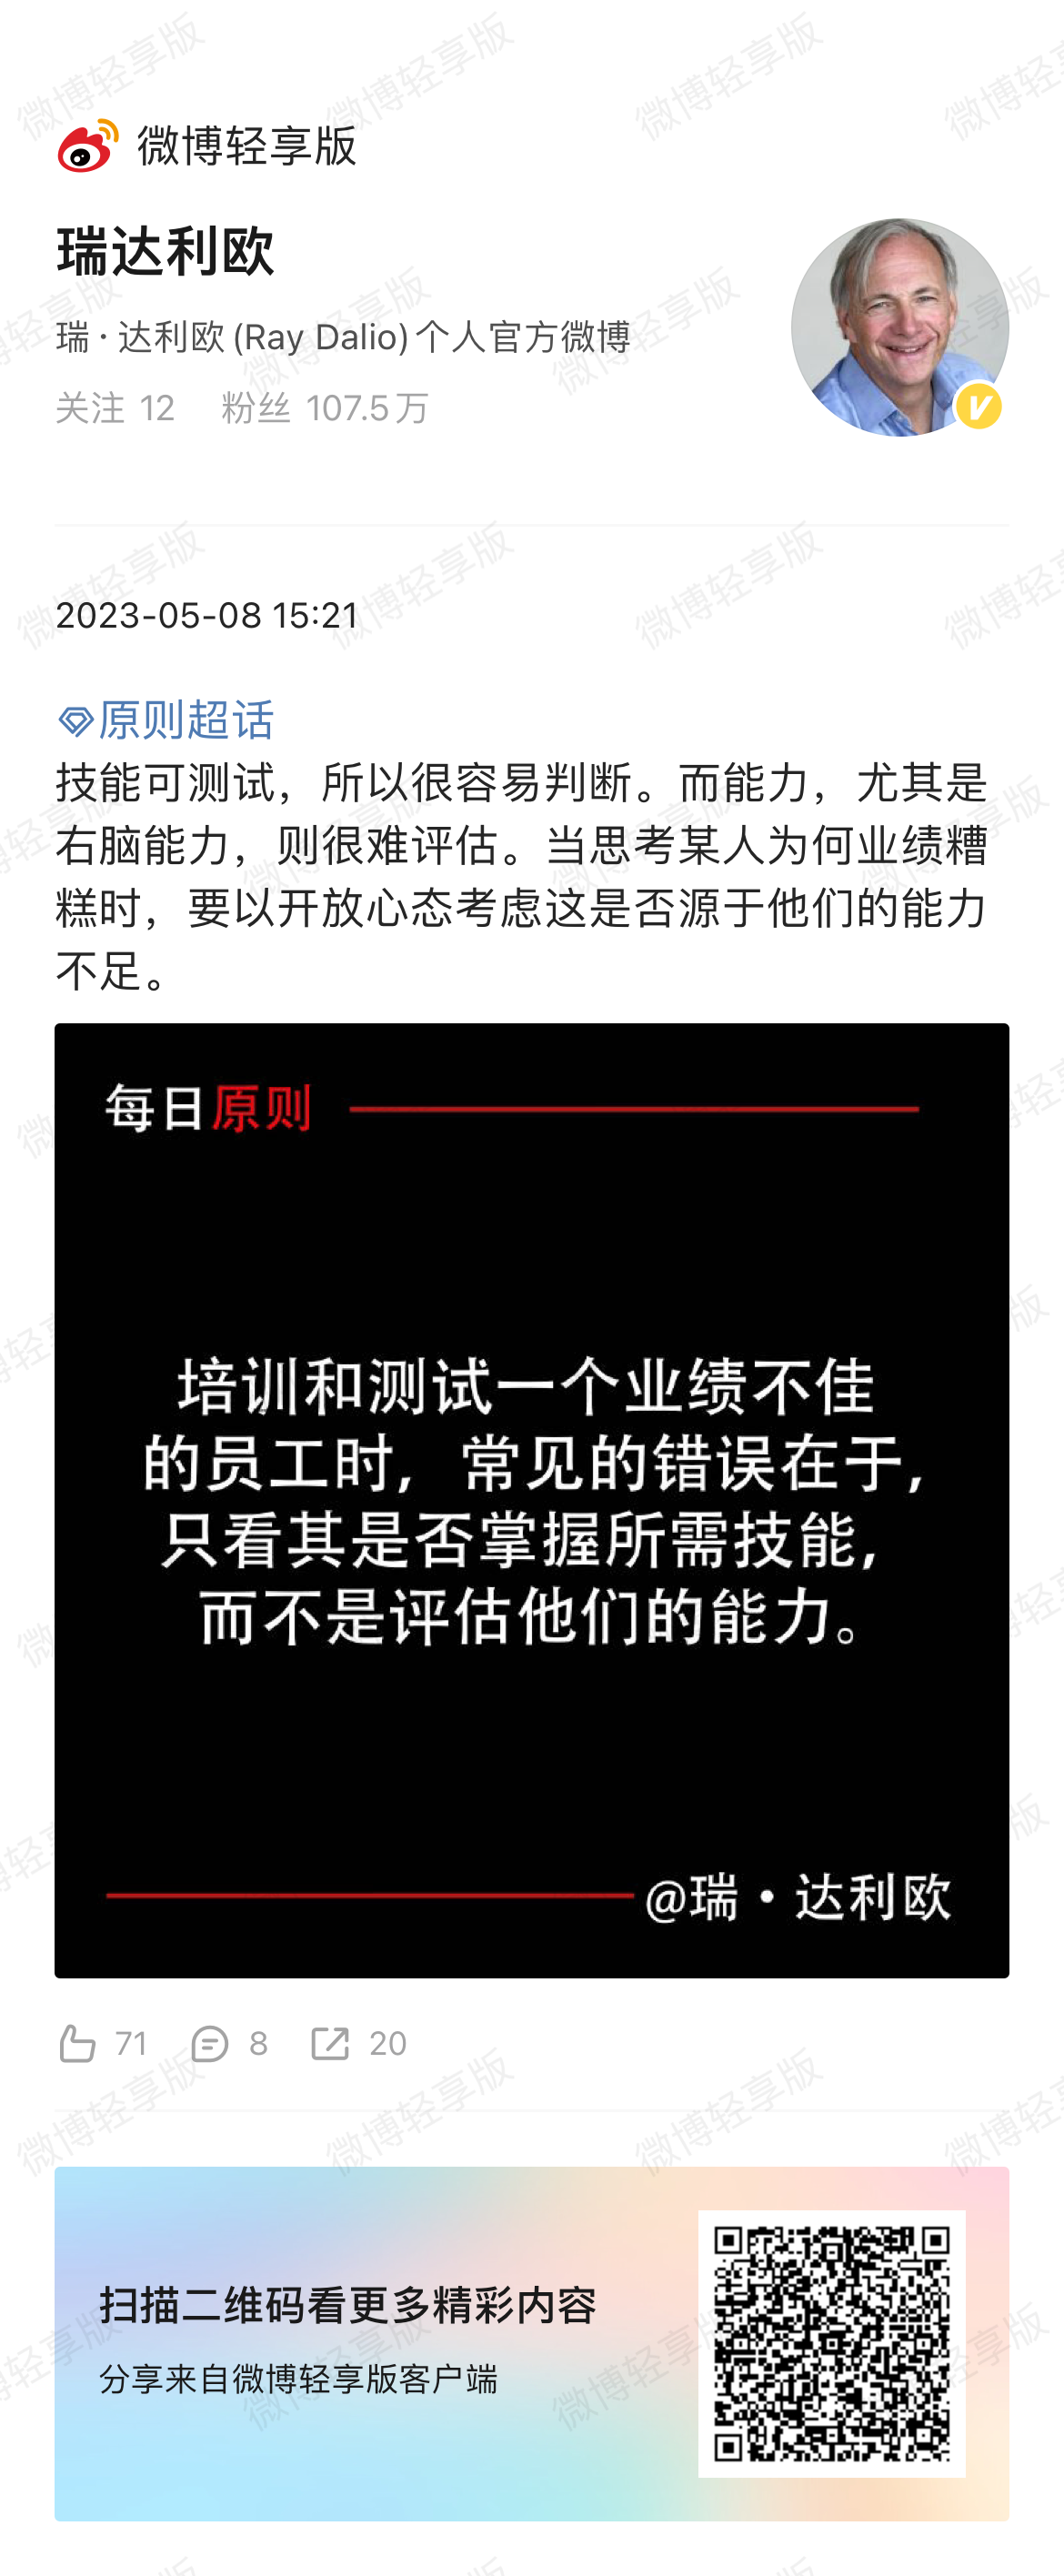 微博轻享版
瑞达利欧
瑞·达利欧(Ray Dalio)个人官方微博
关注 12 粉丝 107.5万
2023-05-08 15:21
原则超话
技能可测试，所以很容易判断。而能力，尤其是
右脑能力，则很难评估。当思考某人为何业绩糟
糕时，要以开放心态考虑这是否源于他们的能力
不足。
每日原则
培训和测试一个业绩不佳
的员工时，常见的错误在于，
只看其是否掌握所需技能，
而不是评估他们的能力。
@瑞·达利欧
71 8 20
扫描二维码看更多精彩内容
分享来自微博轻享版客户端